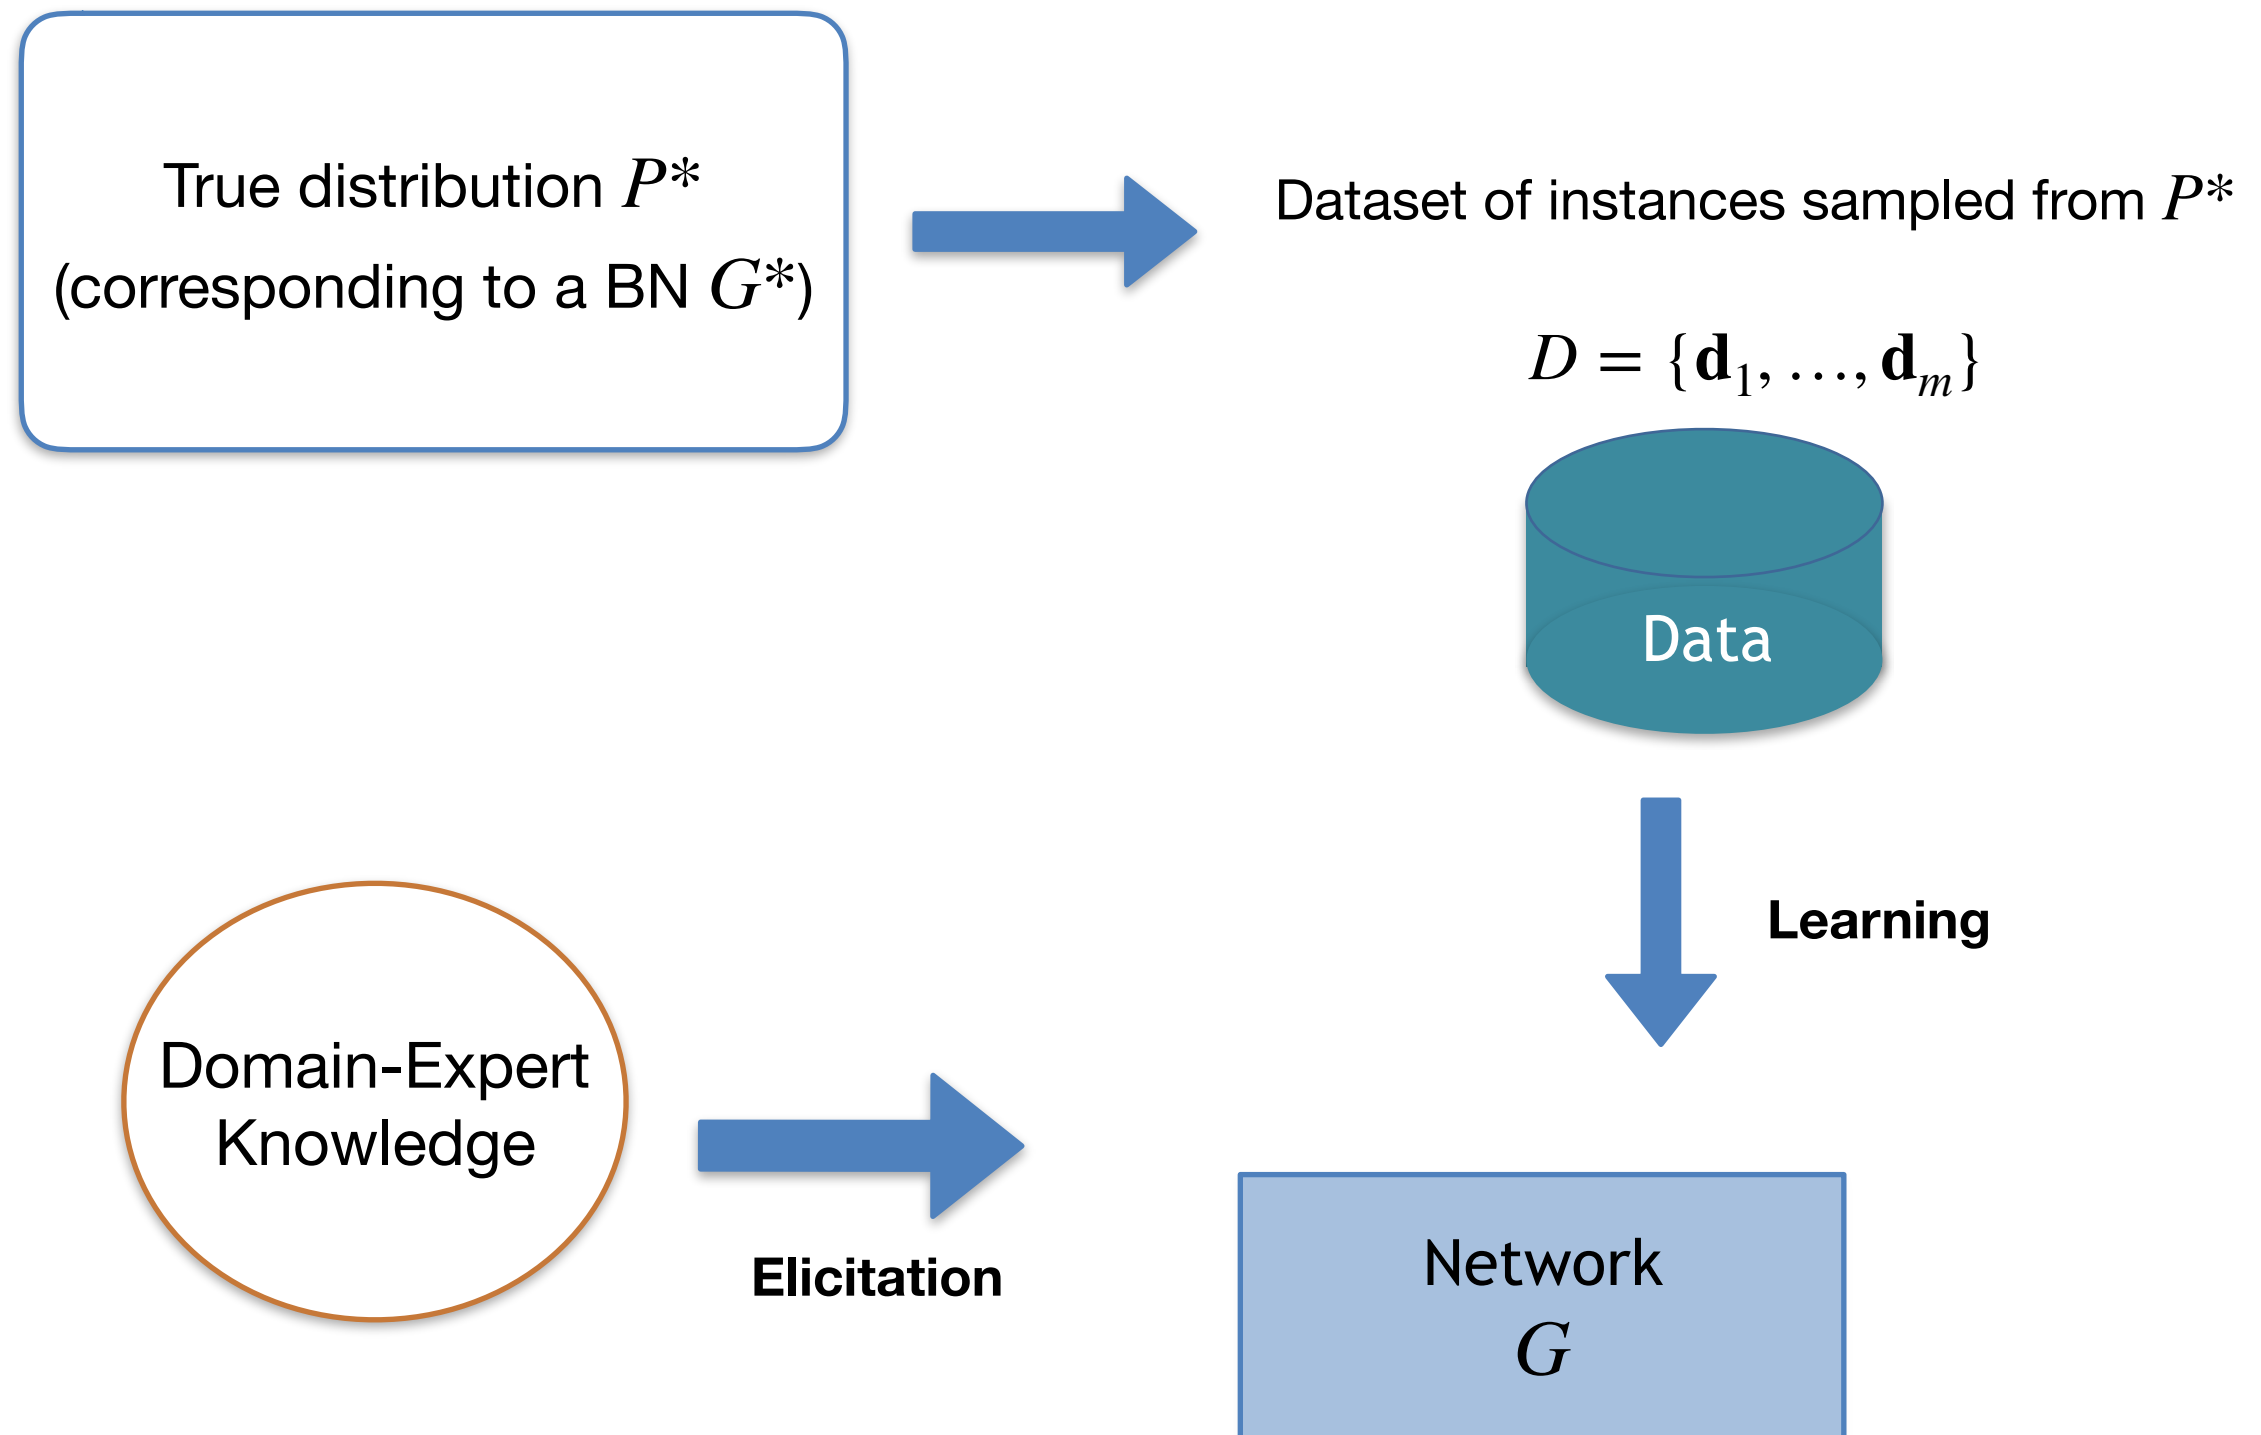 True distribution P*
(corresponding to a BN G*)
Dataset of instances sampled from P*
D = {d₁, …, dₘ}
Data
Learning
Domain-Expert
Knowledge
Elicitation
Network
G